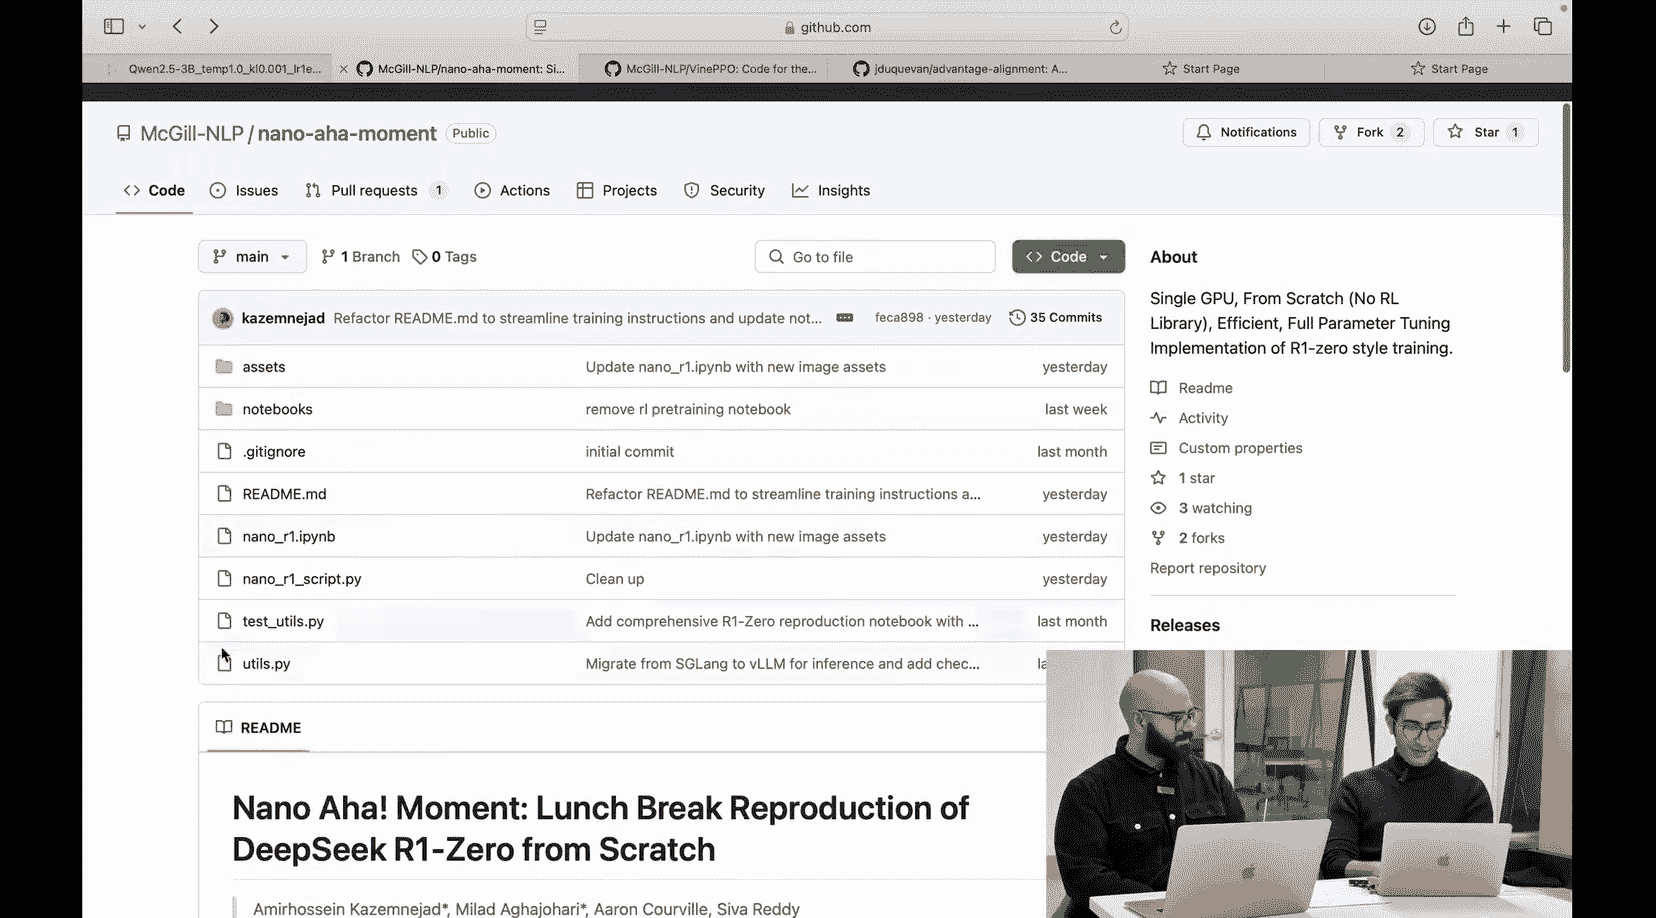 github.com
Qwen2.5-3B_temp1.0_kl0.001_lr1e...
McGill-NLP/nano-aha-moment: Si...
McGill-NLP/VinePPO: Code for the...
jduquevan/advantage-alignment: A...
Start Page
Start Page
McGill-NLP / nano-aha-moment Public
Notifications
Fork 2
Star 1
Code
Issues
Pull requests 1
Actions
Projects
Security
Insights
main
1 Branch
0 Tags
Go to file
Code
kazemnejad Refactor README.md to streamline training instructions and update not... feca898 · yesterday 35 Commits
assets Update nano_r1.ipynb with new image assets yesterday
notebooks remove rl pretraining notebook last week
.gitignore initial commit last month
README.md Refactor README.md to streamline training instructions a... yesterday
nano_r1.ipynb Update nano_r1.ipynb with new image assets yesterday
nano_r1_script.py Clean up yesterday
test_utils.py Add comprehensive R1-Zero reproduction notebook with ... last month
utils.py Migrate from SGLang to vLLM for inference and add chec...
README
Nano Aha! Moment: Lunch Break Reproduction of
DeepSeek R1-Zero from Scratch
Amirhossein Kazemnejad*, Milad Aghajohari*, Aaron Courville, Siva Reddy
About
Single GPU, From Scratch (No RL
Library), Efficient, Full Parameter Tuning
Implementation of R1-zero style training.
Readme
Activity
Custom properties
1 star
3 watching
2 forks
Report repository
Releases